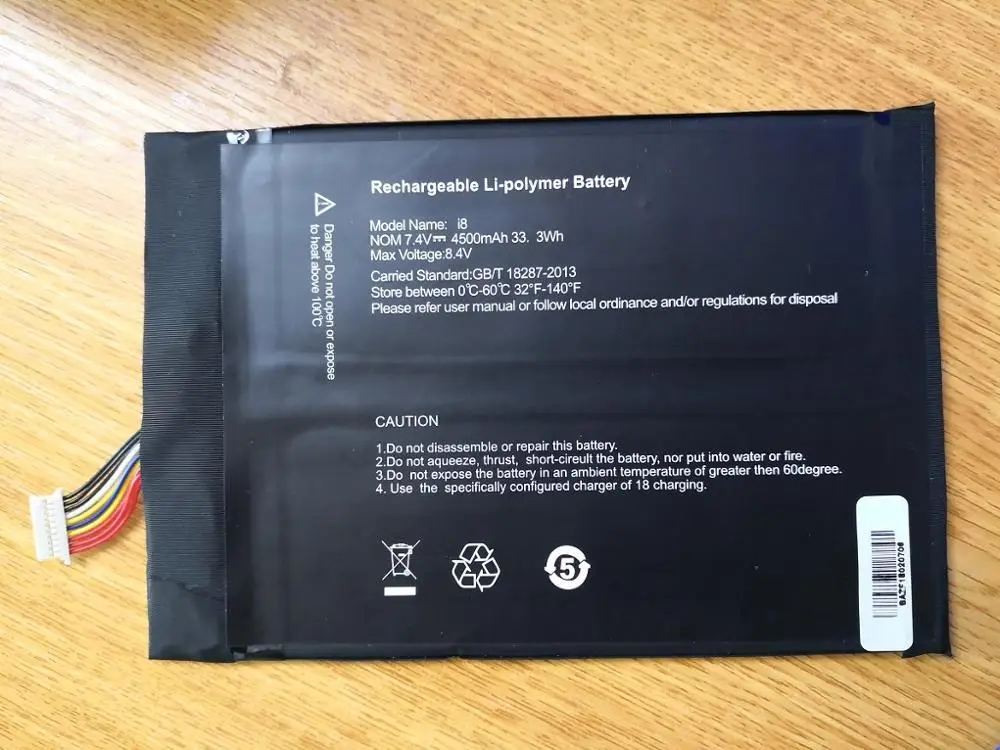 Rechargeable Li-polymer Battery
Model Name: i8
NOM 7.4V⎓ 4500mAh 33. 3Wh
Max Voltage:8.4V
Carried Standard:GB/T 18287-2013
Store between 0℃-60℃ 32°F-140°F
Please refer user manual or follow local ordinance and/or regulations for disposal
Danger Do not open or expose
to heat above 100℃
CAUTION
1.Do not disassemble or repair this battery.
2.Do not aqueeze, thrust, short-cireult the battery, nor put into water or fire.
3.Do not expose the battery in an ambient temperature of greater then 60degree.
4. Use the specifically configured charger of 18 charging.
5